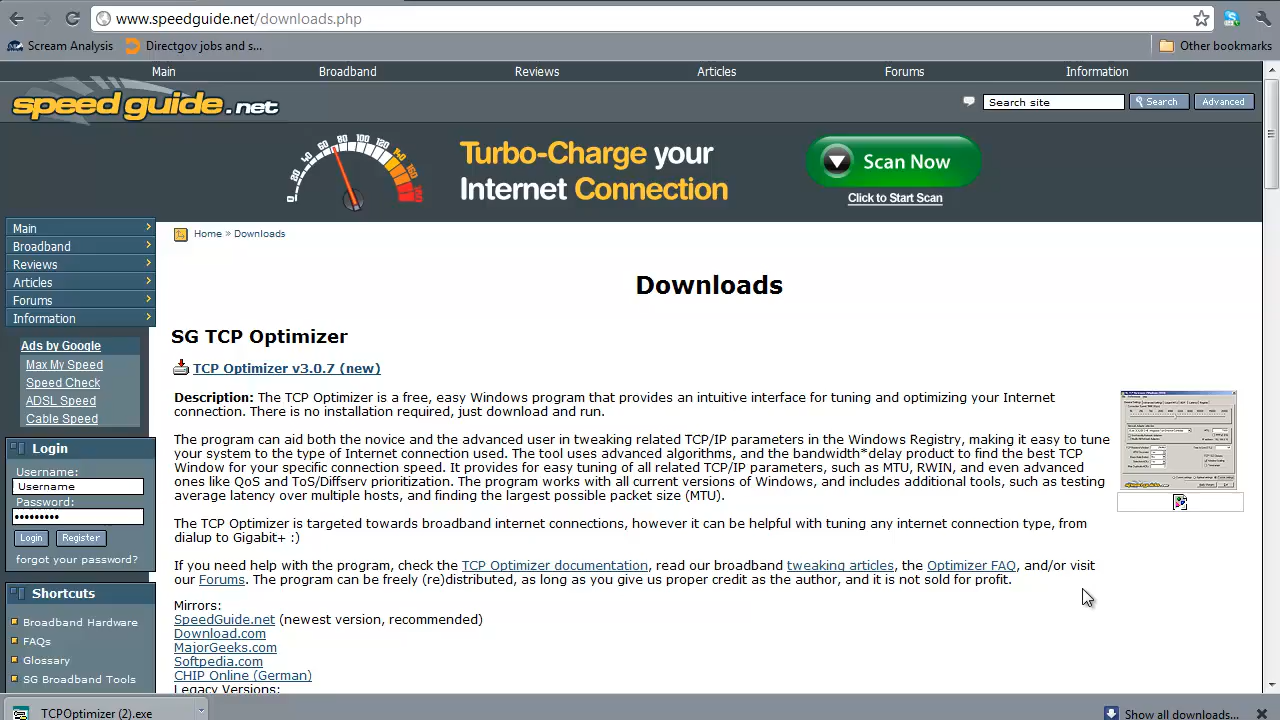 www.speedguide.net/downloads.php
Scream Analysis Directgov jobs and s... Other bookmarks
Main Broadband Reviews Articles Forums Information
speed guide.net
Search site Search Advanced
0 20 40 60 80 100 120 140 160
Turbo-Charge your
Internet Connection
Scan Now
Click to Start Scan
Main
Broadband
Reviews
Articles
Forums
Information
Ads by Google
Max My Speed
Speed Check
ADSL Speed
Cable Speed
Login
Username:
Username
Password:
Login Register
forgot your password?
Shortcuts
Broadband Hardware
FAQs
Glossary
SG Broadband Tools
Home » Downloads
Downloads
SG TCP Optimizer
TCP Optimizer v3.0.7 (new)
Description: The TCP Optimizer is a free, easy Windows program that provides an intuitive interface for tuning and optimizing your Internet
connection. There is no installation required, just download and run.
The program can aid both the novice and the advanced user in tweaking related TCP/IP parameters in the Windows Registry, making it easy to tune
your system to the type of Internet connection used. The tool uses advanced algorithms, and the bandwidth*delay product to find the best TCP
Window for your specific connection speed. It provides for easy tuning of all related TCP/IP parameters, such as MTU, RWIN, and even advanced
ones like QoS and ToS/Diffserv prioritization. The program works with all current versions of Windows, and includes additional tools, such as testing
average latency over multiple hosts, and finding the largest possible packet size (MTU).
The TCP Optimizer is targeted towards broadband internet connections, however it can be helpful with tuning any internet connection type, from
dialup to Gigabit+ :)
If you need help with the program, check the TCP Optimizer documentation, read our broadband tweaking articles, the Optimizer FAQ, and/or visit
our Forums. The program can be freely (re)distributed, as long as you give us proper credit as the author, and it is not sold for profit.
Mirrors:
SpeedGuide.net (newest version, recommended)
Download.com
MajorGeeks.com
Softpedia.com
CHIP Online (German)
Legacy Versions:
TCPOptimizer (2).exe Show all downloads...